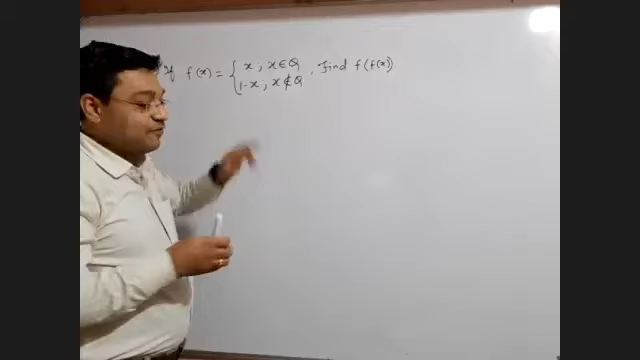 If f(x) = { x, x∈Q , find f(f(x))
1-x, x∉Q